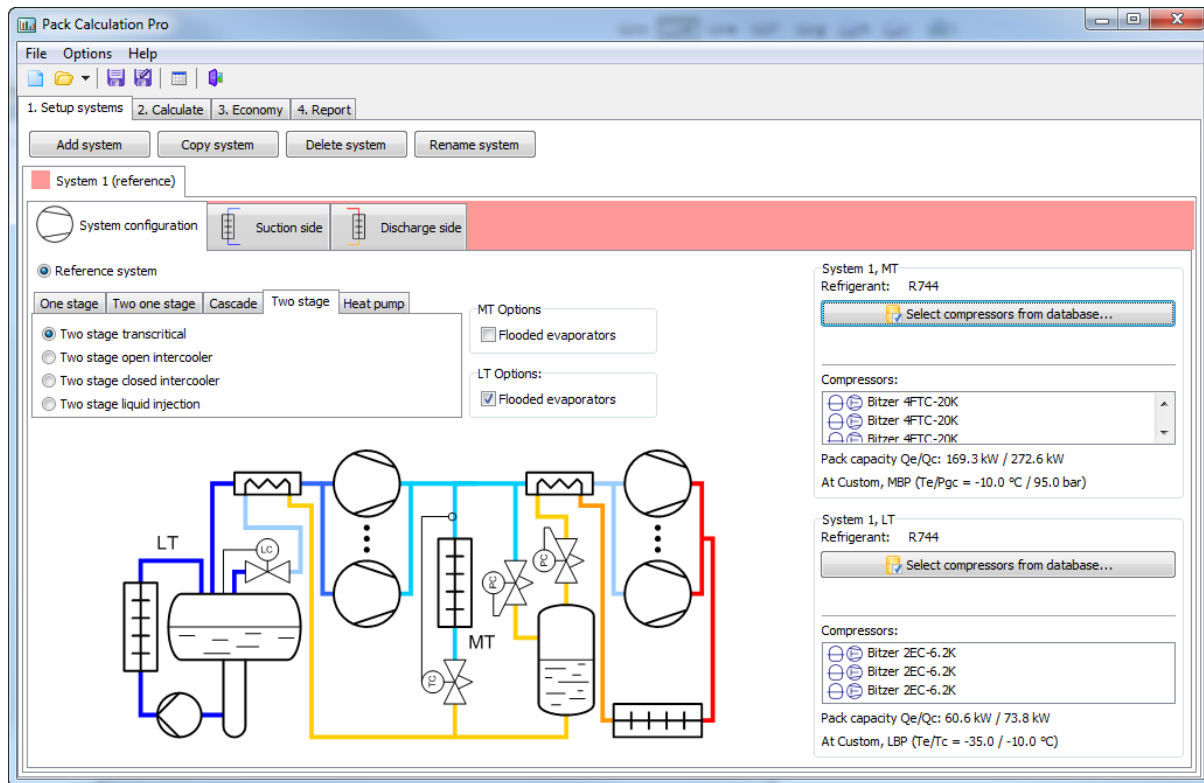 Pack Calculation Pro
File Options Help
1. Setup systems 2. Calculate 3. Economy 4. Report
Add system Copy system Delete system Rename system
System 1 (reference)
System configuration Suction side Discharge side
Reference system
One stage Two one stage Cascade Two stage Heat pump
Two stage transcritical
Two stage open intercooler
Two stage closed intercooler
Two stage liquid injection
MT Options
Flooded evaporators
LT Options:
Flooded evaporators
LT
LC
TC
MT
PC
PC
System 1, MT
Refrigerant: R744
Select compressors from database...
Compressors:
Bitzer 4FTC-20K
Bitzer 4FTC-20K
Bitzer 4FTC-20K
Pack capacity Qe/Qc: 169.3 kW / 272.6 kW
At Custom, MBP (Te/Pgc = -10.0 °C / 95.0 bar)
System 1, LT
Refrigerant: R744
Select compressors from database...
Compressors:
Bitzer 2EC-6.2K
Bitzer 2EC-6.2K
Bitzer 2EC-6.2K
Pack capacity Qe/Qc: 60.6 kW / 73.8 kW
At Custom, LBP (Te/Tc = -35.0 / -10.0 °C)